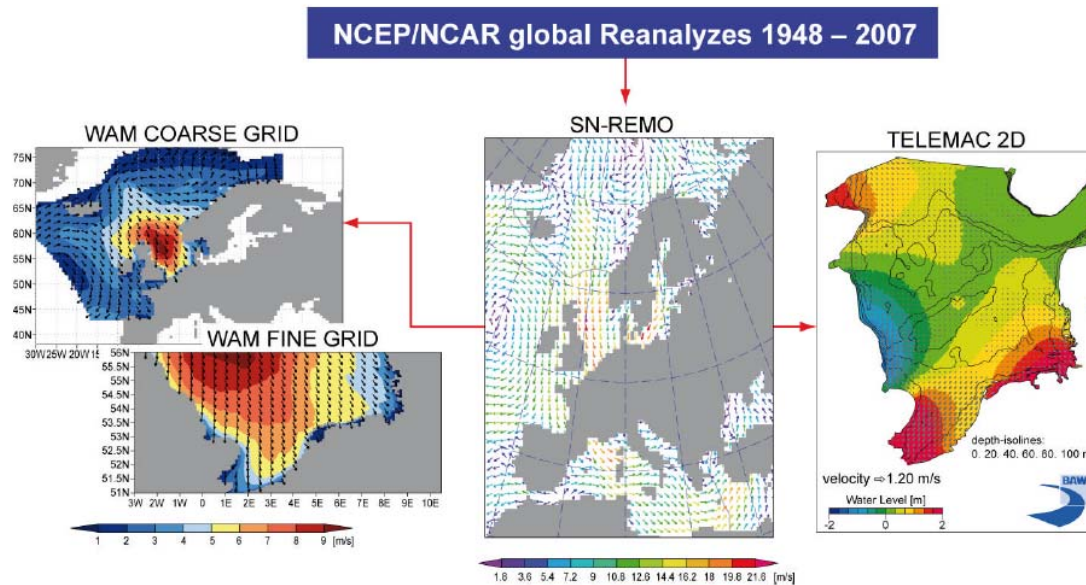 NCEP/NCAR global Reanalyzes 1948 – 2007
WAM COARSE GRID
75N
70N
65N
60N
55N
50N
45N
40N
30W 25W 20W 15
WAM FINE GRID
56N
55.5N
55N
54.5N
54N
53.5N
53N
52.5N
52N
51.5N
51N
3W 2W 1W 0 1E 2E 3E 4E 5E 6E 7E 8E 9E 10E
1 2 3 4 5 6 7 8 9 [m/s]
SN-REMO
1.8 3.6 5.4 7.2 9 10.8 12.6 14.4 16.2 18 19.8 21.6
[m/s]
TELEMAC 2D
depth-isolines:
0. 20. 40. 60. 80. 100 m
velocity ⇨1.20 m/s
Water Level [m]
-2 0 2
BAW